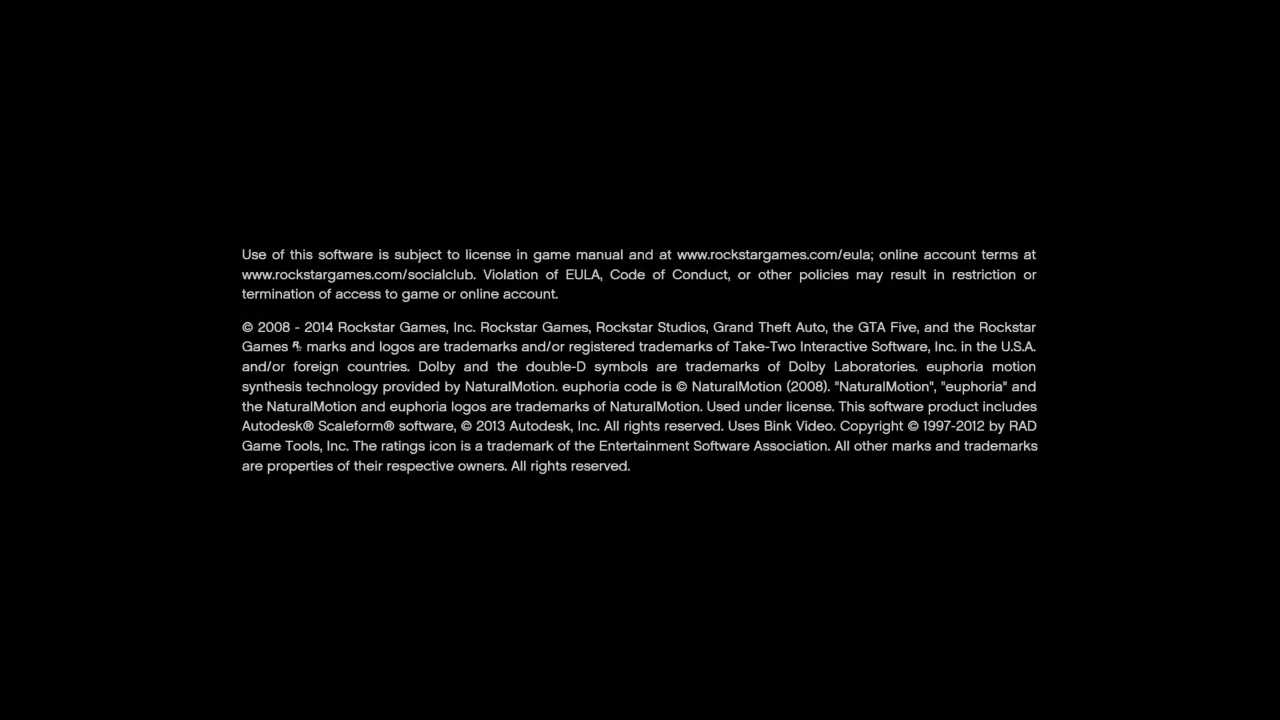 Use of this software is subject to license in game manual and at www.rockstargames.com/eula; online account terms at
www.rockstargames.com/socialclub. Violation of EULA, Code of Conduct, or other policies may result in restriction or
termination of access to game or online account.
© 2008 - 2014 Rockstar Games, Inc. Rockstar Games, Rockstar Studios, Grand Theft Auto, the GTA Five, and the Rockstar
Games R* marks and logos are trademarks and/or registered trademarks of Take-Two Interactive Software, Inc. in the U.S.A.
and/or foreign countries. Dolby and the double-D symbols are trademarks of Dolby Laboratories. euphoria motion
synthesis technology provided by NaturalMotion. euphoria code is © NaturalMotion (2008). "NaturalMotion", "euphoria" and
the NaturalMotion and euphoria logos are trademarks of NaturalMotion. Used under license. This software product includes
Autodesk® Scaleform® software, © 2013 Autodesk, Inc. All rights reserved. Uses Bink Video. Copyright © 1997-2012 by RAD
Game Tools, Inc. The ratings icon is a trademark of the Entertainment Software Association. All other marks and trademarks
are properties of their respective owners. All rights reserved.